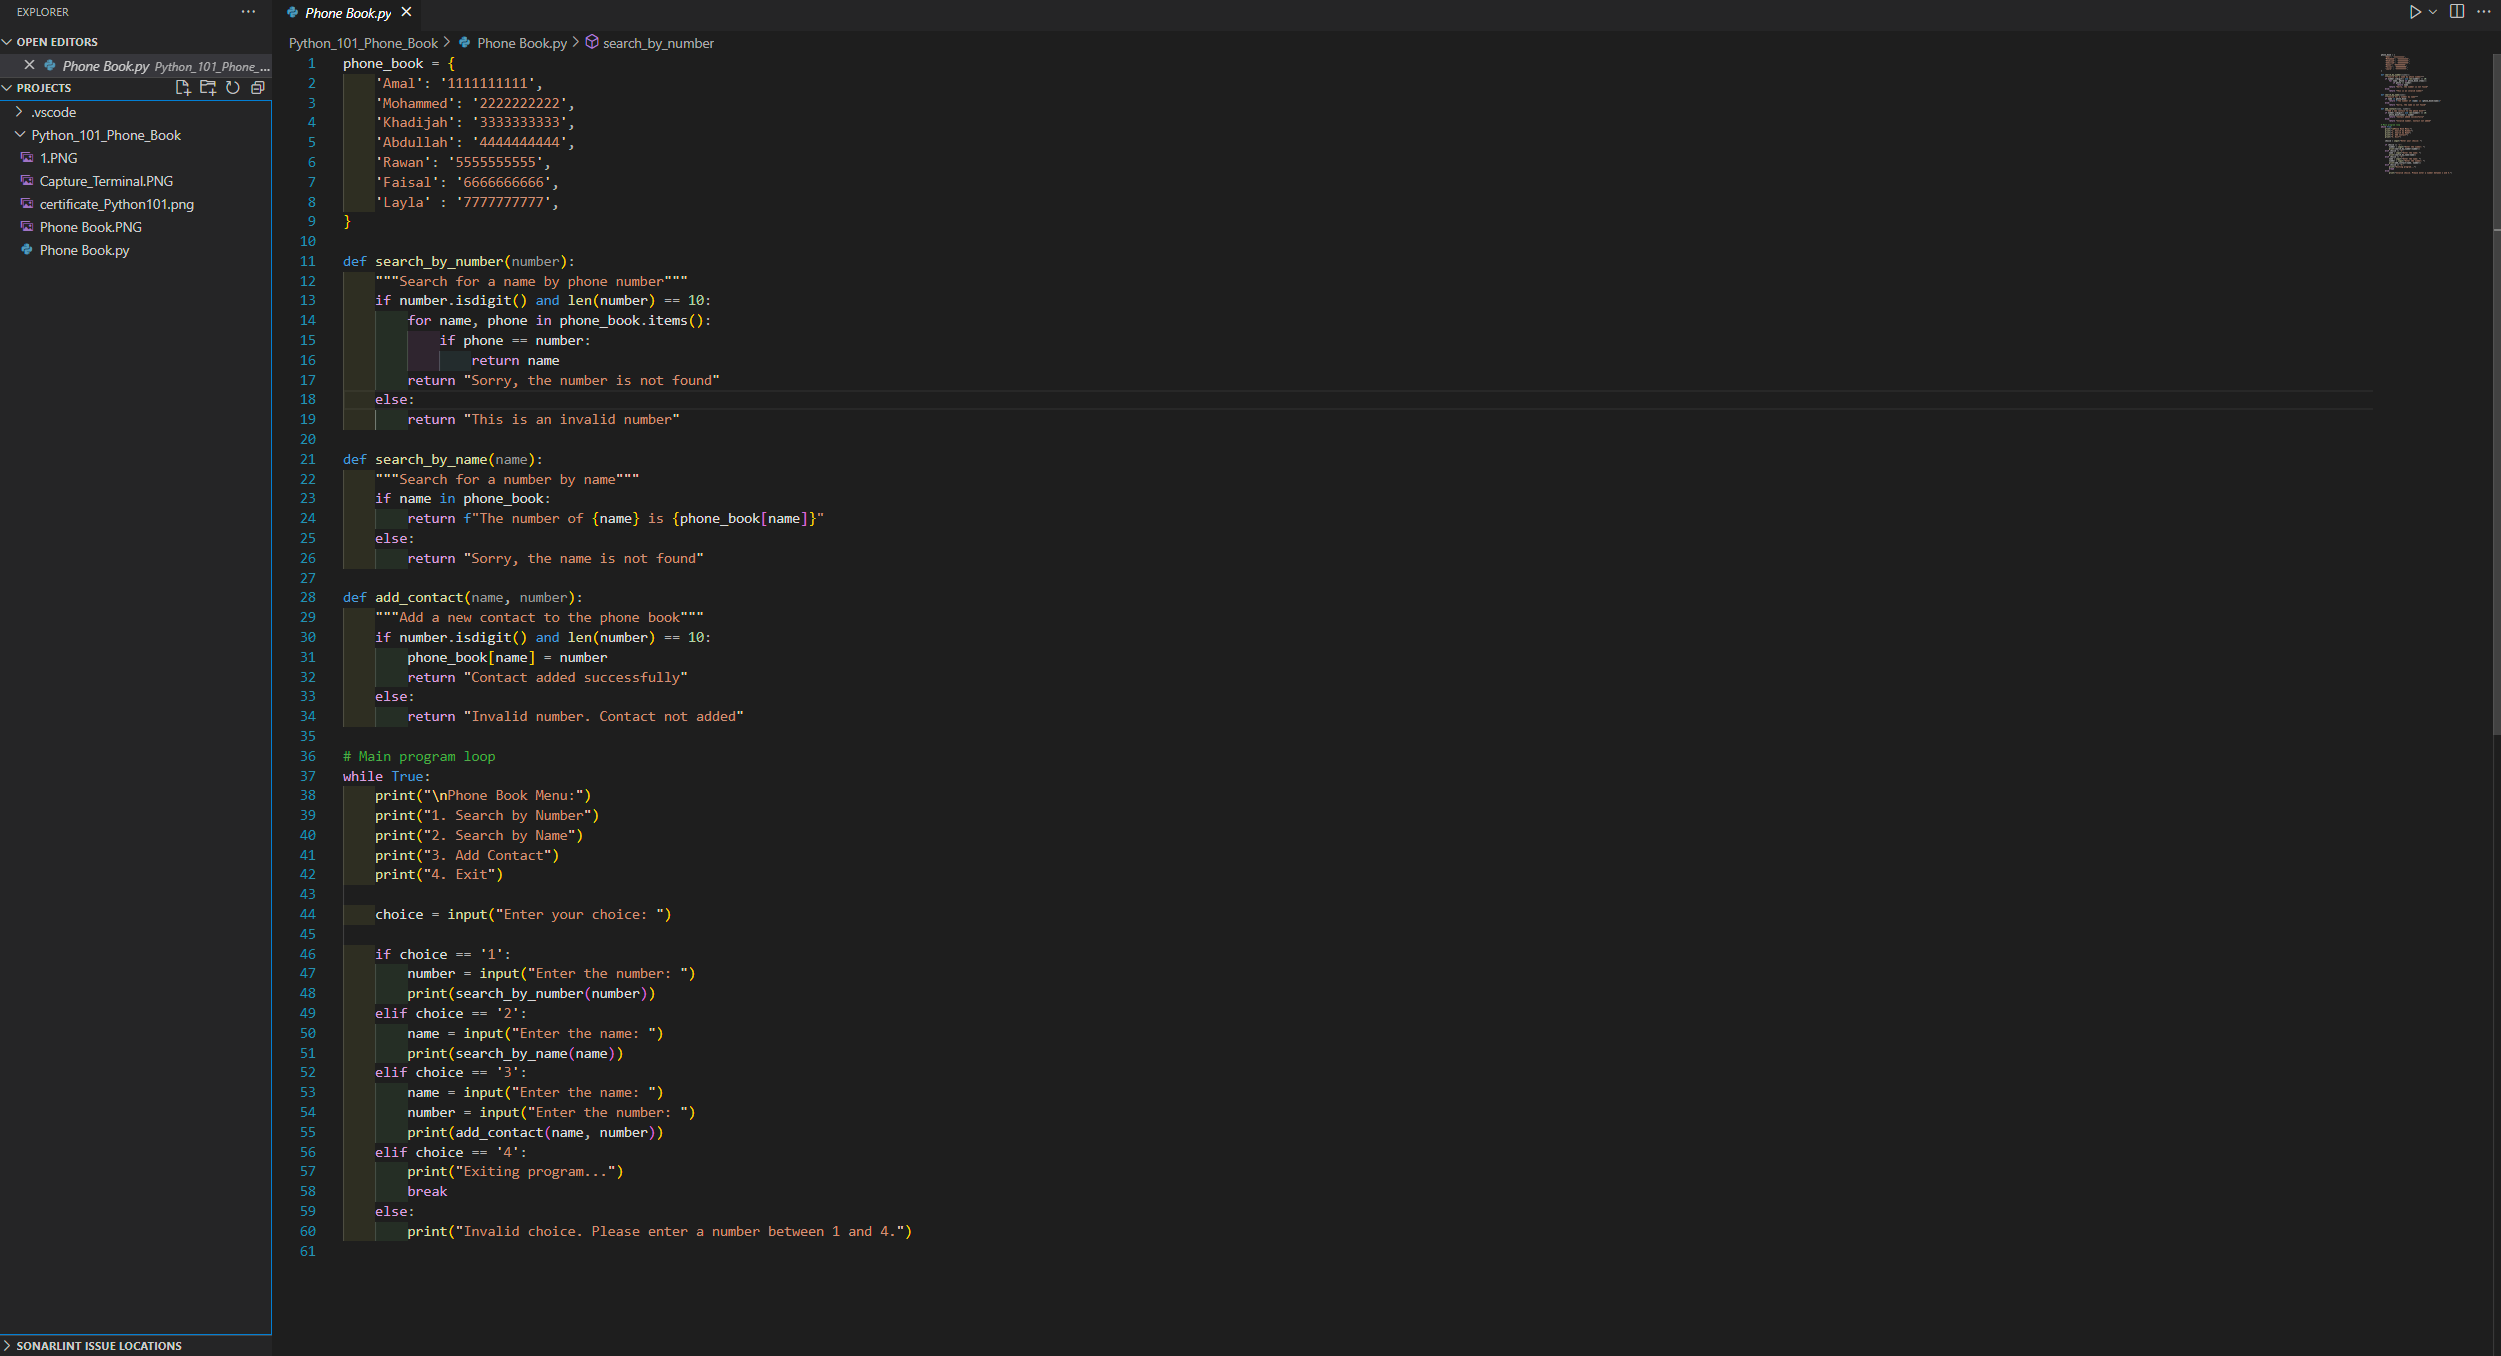 EXPLORER
OPEN EDITORS
Phone Book.py Python_101_Phone_...
PROJECTS
.vscode
Python_101_Phone_Book
1.PNG
Capture_Terminal.PNG
certificate_Python101.png
Phone Book.PNG
Phone Book.py
SONARLINT ISSUE LOCATIONS
Phone Book.py
Python_101_Phone_Book > Phone Book.py > search_by_number
1 phone_book = {
2     'Amal': '1111111111',
3     'Mohammed': '2222222222',
4     'Khadijah': '3333333333',
5     'Abdullah': '4444444444',
6     'Rawan': '5555555555',
7     'Faisal': '6666666666',
8     'Layla' : '7777777777',
9 }
10
11 def search_by_number(number):
12     """Search for a name by phone number"""
13     if number.isdigit() and len(number) == 10:
14         for name, phone in phone_book.items():
15             if phone == number:
16                 return name
17         return "Sorry, the number is not found"
18     else:
19         return "This is an invalid number"
20
21 def search_by_name(name):
22     """Search for a number by name"""
23     if name in phone_book:
24         return f"The number of {name} is {phone_book[name]}"
25     else:
26         return "Sorry, the name is not found"
27
28 def add_contact(name, number):
29     """Add a new contact to the phone book"""
30     if number.isdigit() and len(number) == 10:
31         phone_book[name] = number
32         return "Contact added successfully"
33     else:
34         return "Invalid number. Contact not added"
35
36 # Main program loop
37 while True:
38     print("\nPhone Book Menu:")
39     print("1. Search by Number")
40     print("2. Search by Name")
41     print("3. Add Contact")
42     print("4. Exit")
43
44     choice = input("Enter your choice: ")
45
46     if choice == '1':
47         number = input("Enter the number: ")
48         print(search_by_number(number))
49     elif choice == '2':
50         name = input("Enter the name: ")
51         print(search_by_name(name))
52     elif choice == '3':
53         name = input("Enter the name: ")
54         number = input("Enter the number: ")
55         print(add_contact(name, number))
56     elif choice == '4':
57         print("Exiting program...")
58         break
59     else:
60         print("Invalid choice. Please enter a number between 1 and 4.")
61